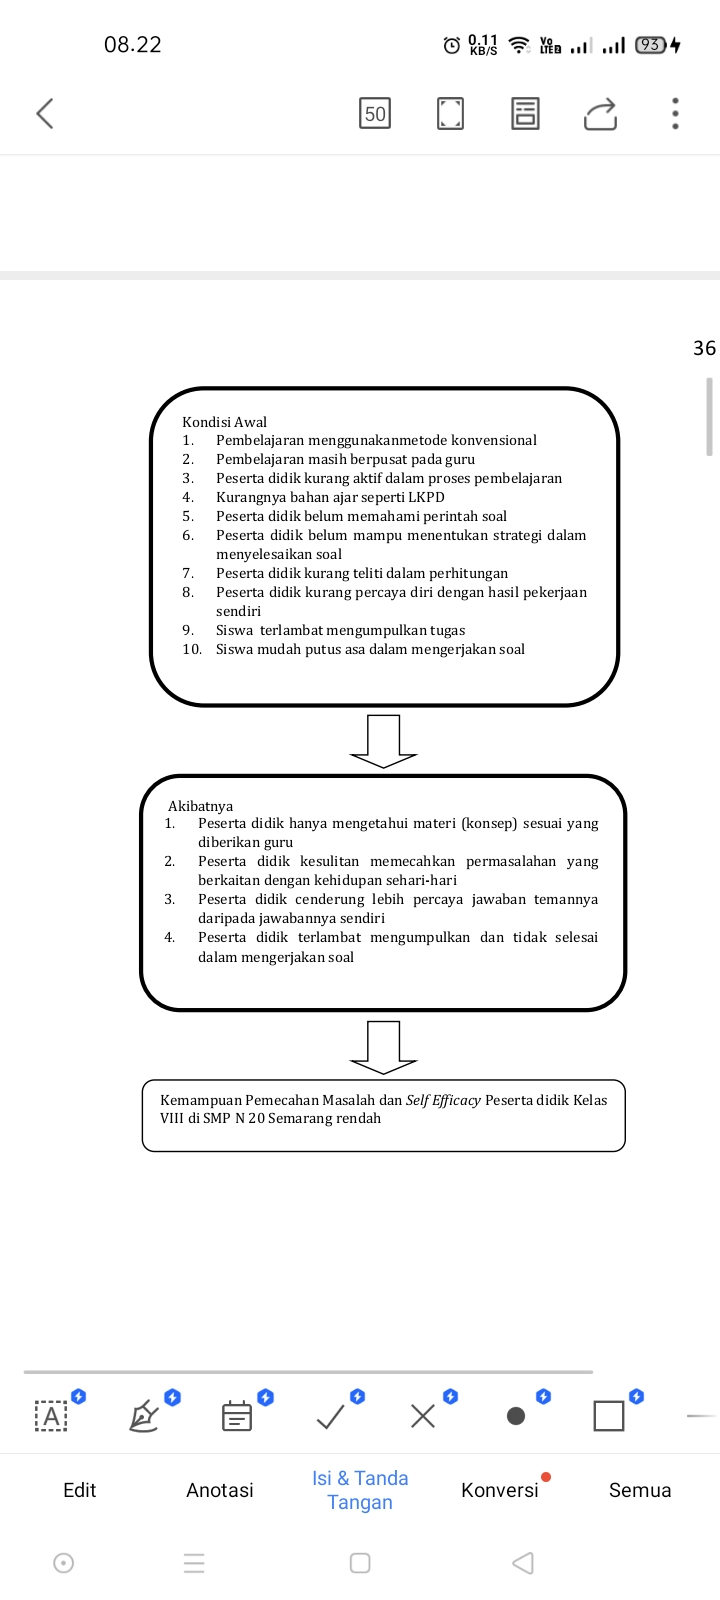 08.22
0.11
KB/S
Vo
LTE2
93
50
36
Kondisi Awal
1. Pembelajaran menggunakanmetode konvensional
2. Pembelajaran masih berpusat pada guru
3. Peserta didik kurang aktif dalam proses pembelajaran
4. Kurangnya bahan ajar seperti LKPD
5. Peserta didik belum memahami perintah soal
6. Peserta didik belum mampu menentukan strategi dalam
menyelesaikan soal
7. Peserta didik kurang teliti dalam perhitungan
8. Peserta didik kurang percaya diri dengan hasil pekerjaan
sendiri
9. Siswa terlambat mengumpulkan tugas
10. Siswa mudah putus asa dalam mengerjakan soal
Akibatnya
1. Peserta didik hanya mengetahui materi (konsep) sesuai yang
diberikan guru
2. Peserta didik kesulitan memecahkan permasalahan yang
berkaitan dengan kehidupan sehari-hari
3. Peserta didik cenderung lebih percaya jawaban temannya
daripada jawabannya sendiri
4. Peserta didik terlambat mengumpulkan dan tidak selesai
dalam mengerjakan soal
Kemampuan Pemecahan Masalah dan Self Efficacy Peserta didik Kelas
VIII di SMP N 20 Semarang rendah
A
Edit
Anotasi
Isi & Tanda
Tangan
Konversi
Semua